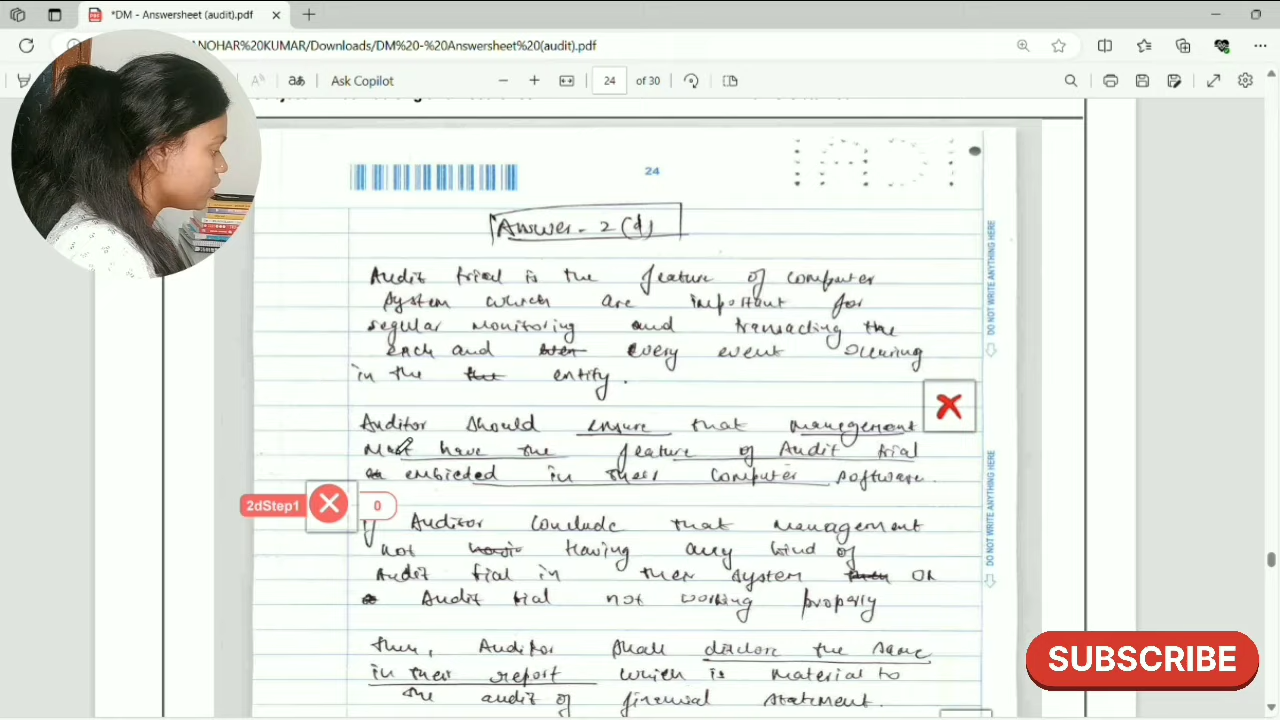 *DM - Answersheet (audit).pdf
ANOHAR%20KUMAR/Downloads/DM%20-%20Answersheet%20(audit).pdf
aあ Ask Copilot 24 of 30
24
Answer - 2 (d)
Audit trial is the feature of computer
system which are important for
regular monitoring and transacting the
each and every event occuring
in the entity.
Auditor should ensure that management
must have the feature of Audit trial
embieted in their computer software.
2dStep1 0
If Auditor conclude that management
not having any kind of
Audit trial in their system or
Audit trial not working properly
then, Auditor shall disclose the same
in their report which is material to
the audit of financial statement.
DO NOT WRITE ANYTHING HERE
DO NOT WRITE ANYTHING HERE
SUBSCRIBE